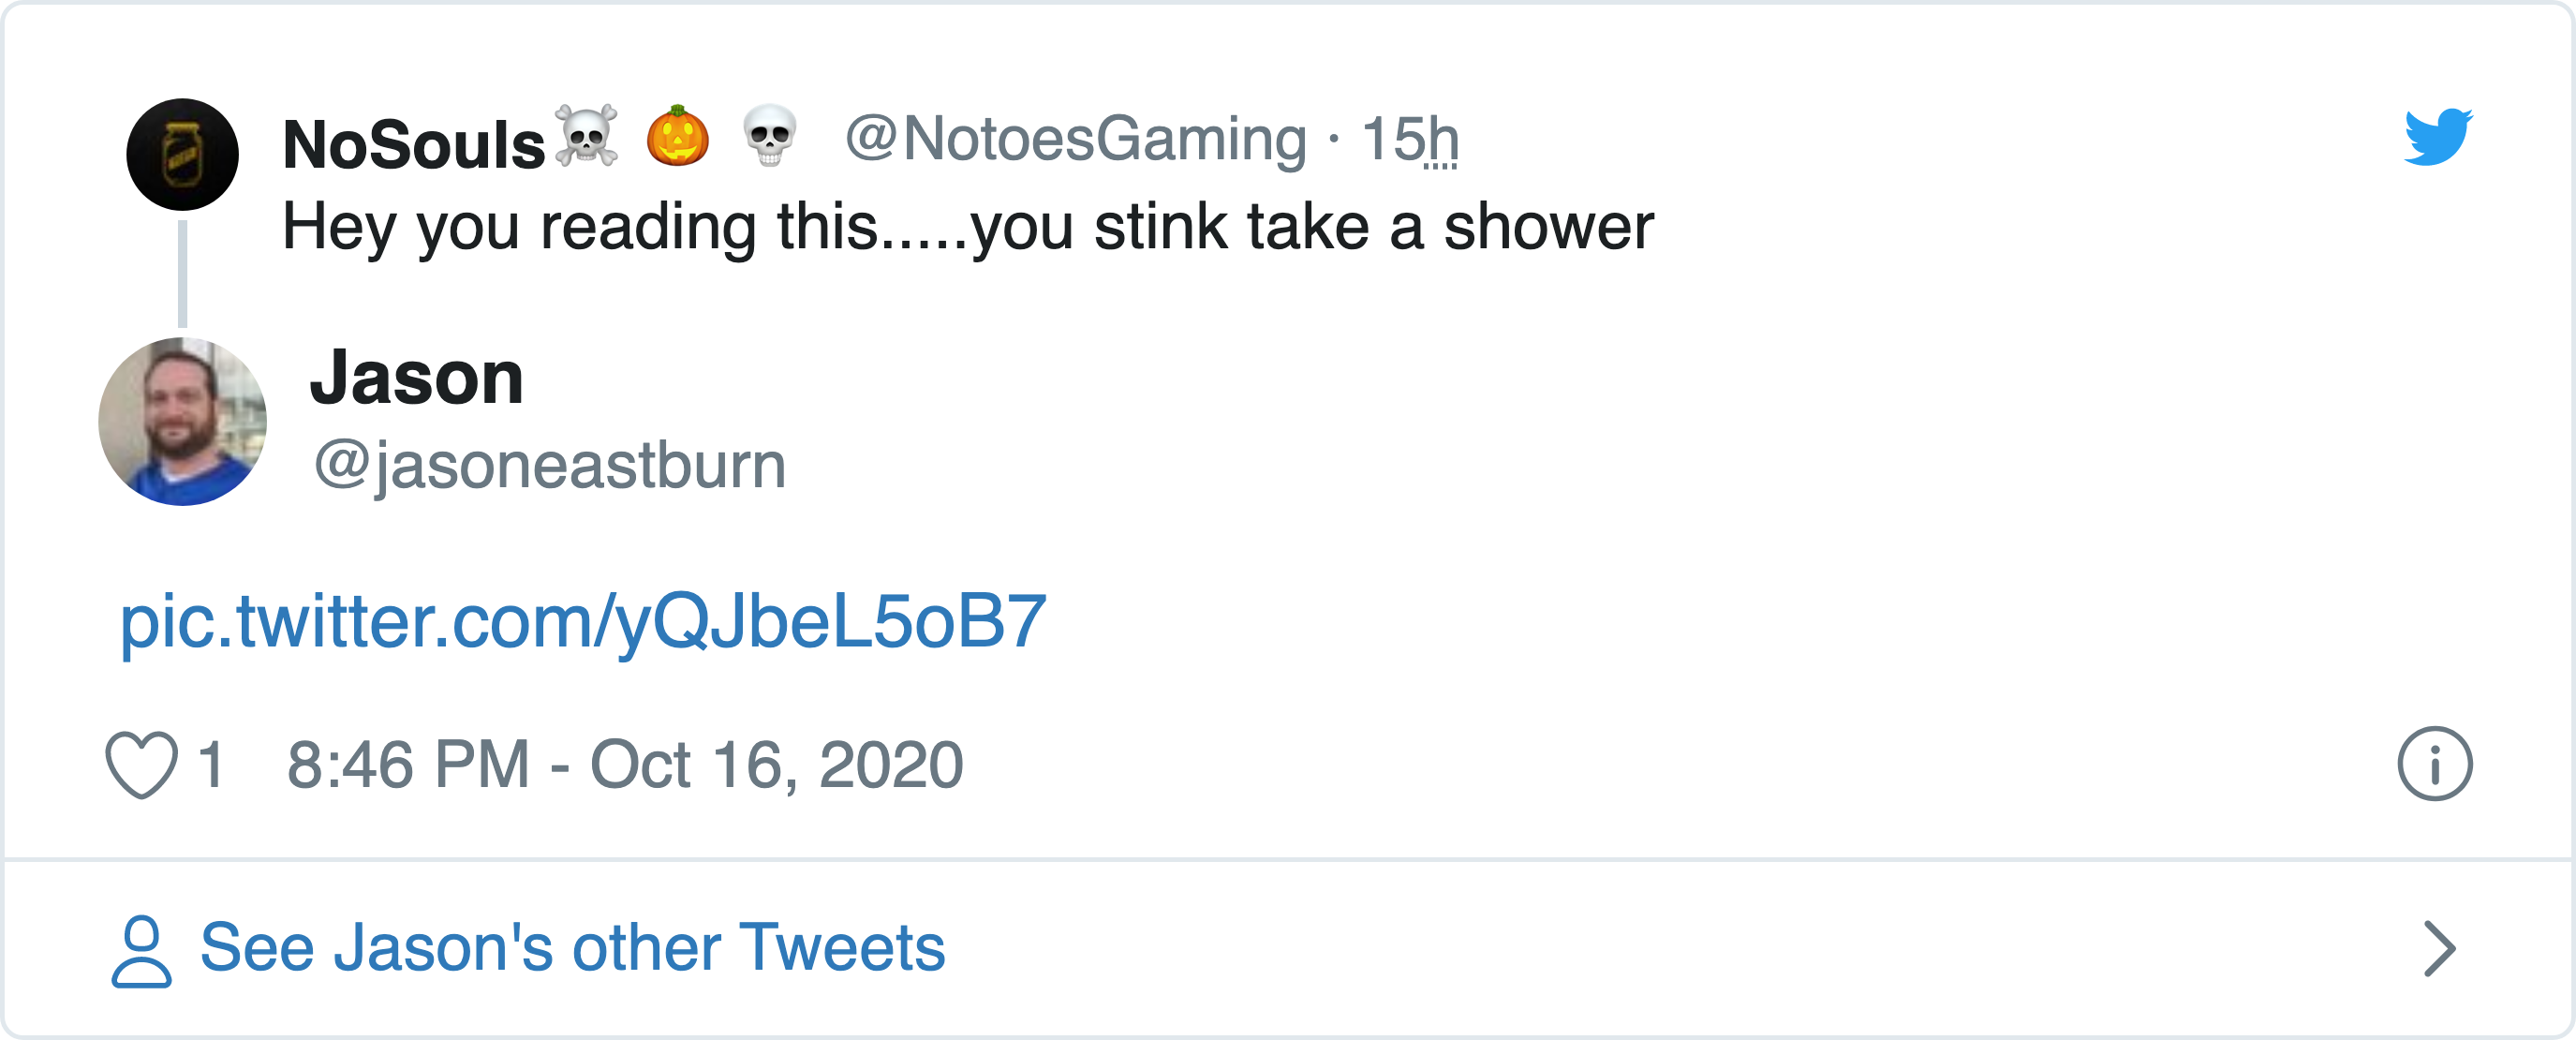 NoSouls☠️ 🎃 💀 @NotoesGaming · 15h
Hey you reading this.....you stink take a shower
Jason
@jasoneastburn
pic.twitter.com/yQJbeL5oB7
1 8:46 PM - Oct 16, 2020
See Jason's other Tweets